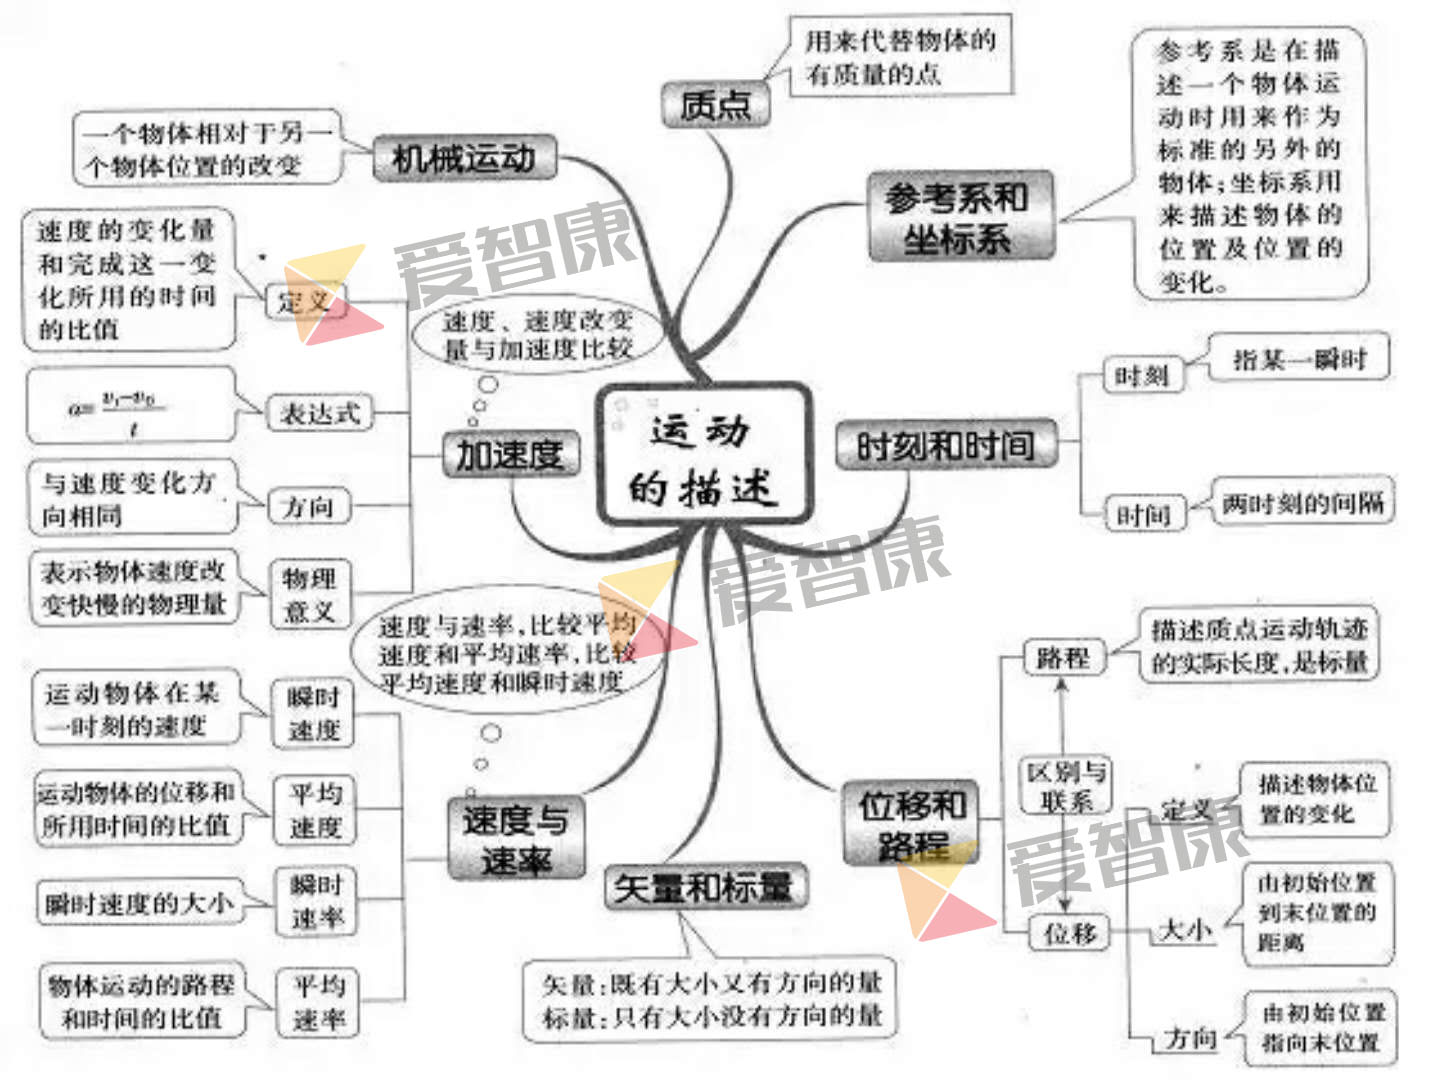 用来代替物体的
有质量的点
质点
参考系是在描
述一个物体运
动时用来作为
标准的另外的
物体;坐标系用
来描述物体的
位置及位置的
变化。
参考系和
坐标系
一个物体相对于另一
个物体位置的改变
机械运动
速度的变化量
和完成这一变
化所用的时间
的比值
定义
爱智康
速度、速度改变
量与加速度比较
a=
vₜ-v₀
t
表达式
加速度
与速度变化方
向相同
方向
表示物体速度改
变快慢的物理量
物理
意义
运动
的描述
时刻和时间
时刻
指某一瞬时
时间
两时刻的间隔
爱智康
速度与速率,比较平均
速度和平均速率,比较
平均速度和瞬时速度
运动物体在某
一时刻的速度
瞬时
速度
运动物体的位移和
所用时间的比值
平均
速度
速度与
速率
瞬时速度的大小
瞬时
速率
物体运动的路程
和时间的比值
平均
速率
矢量和标量
矢量:既有大小又有方向的量
标量:只有大小没有方向的量
位移和
路程
路程
描述质点运动轨迹
的实际长度,是标量
区别与
联系
位移
定义
描述物体位
置的变化
爱智康
大小
由初始位置
到末位置的
距离
方向
由初始位置
指向末位置